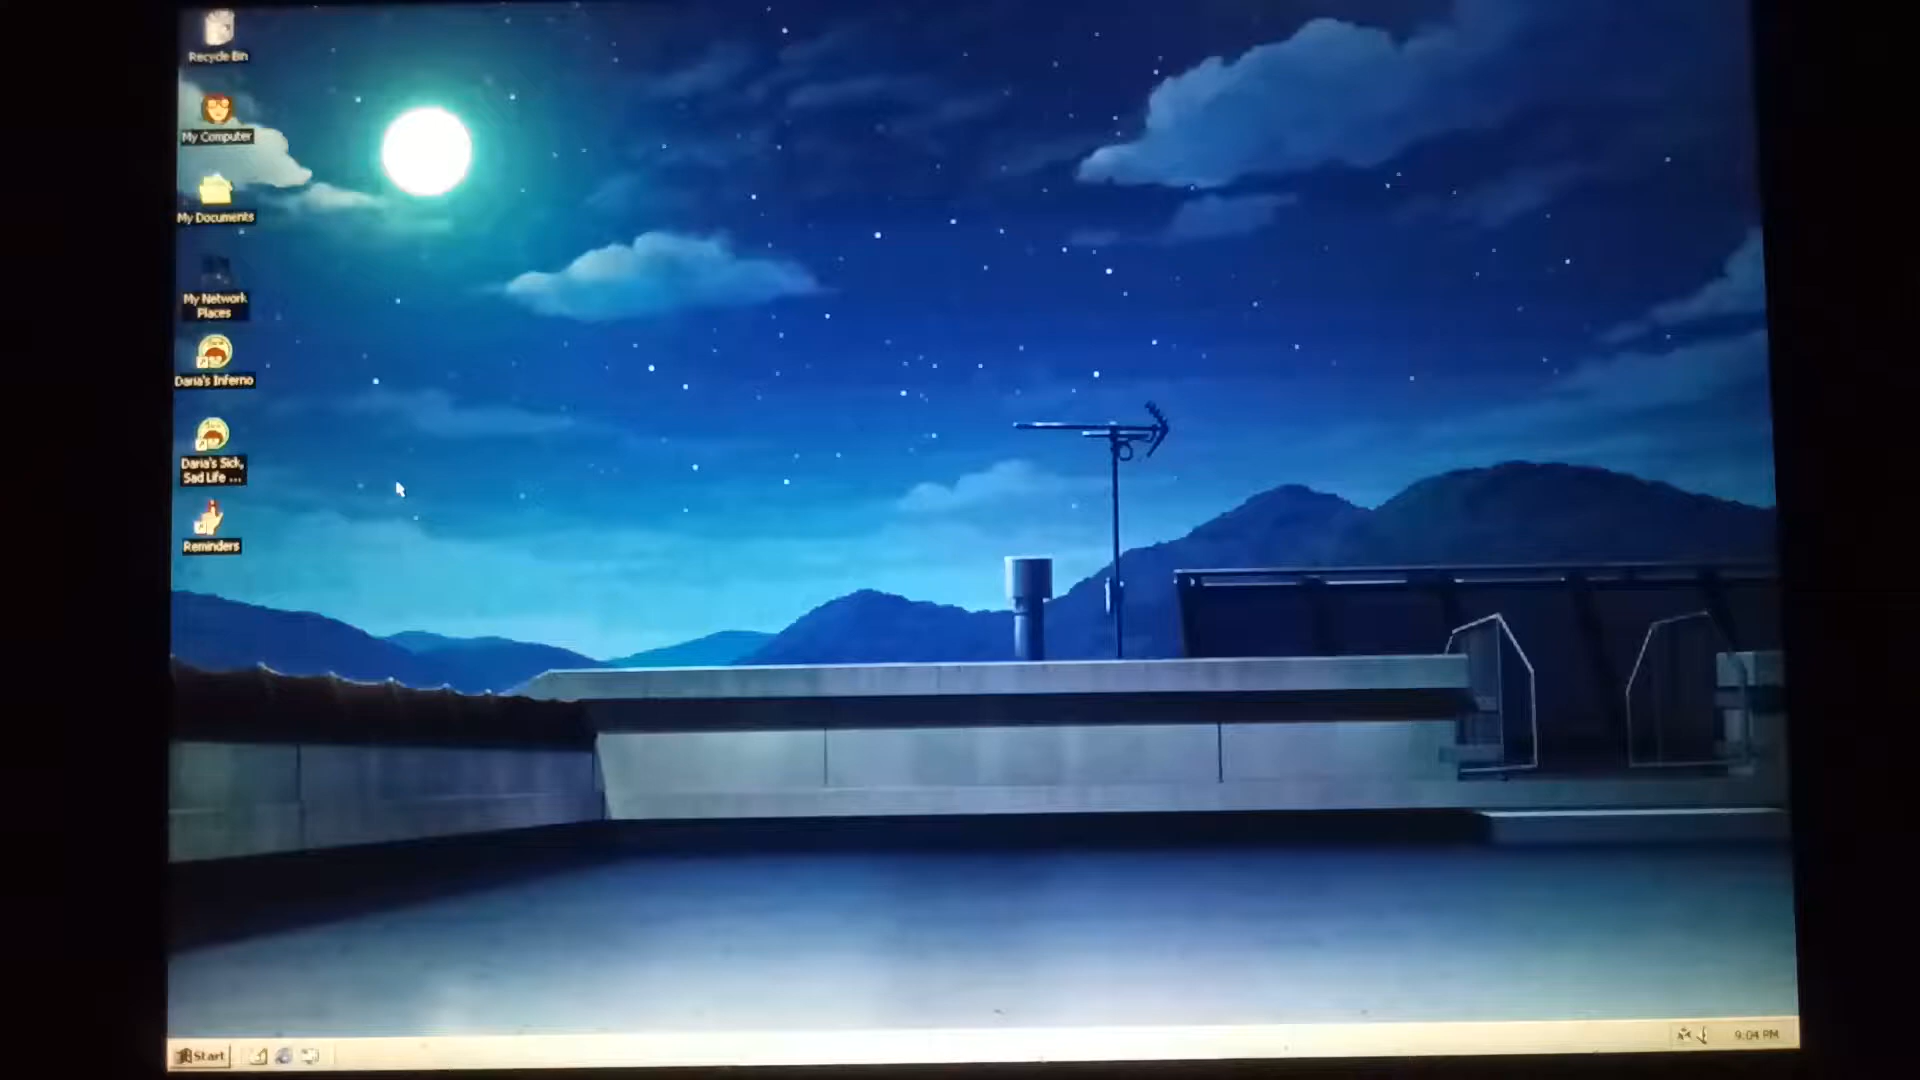 Recycle Bin
My Computer
My Documents
My Network
Places
Daria's Inferno
Daria's Sick,
Sad Life ...
Reminders
Start
9:04 PM